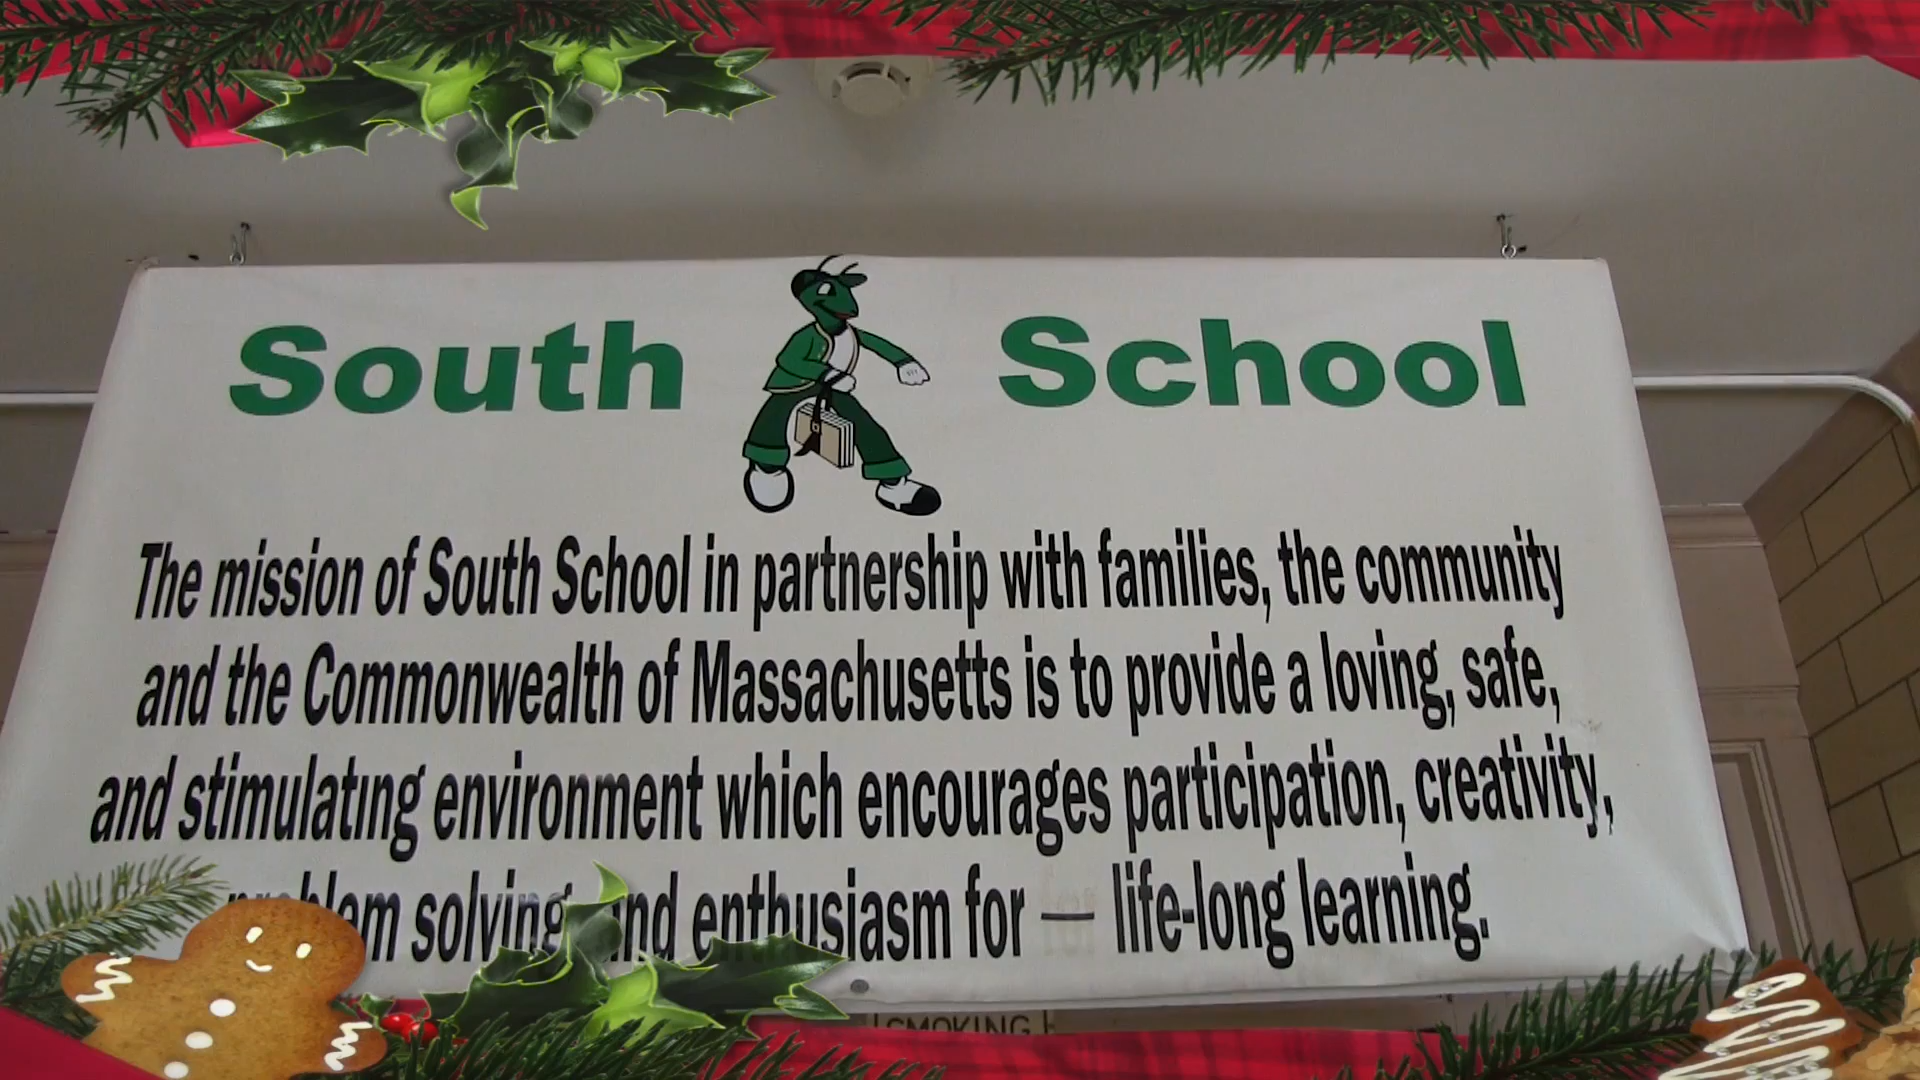 South School
The mission of South School in partnership with families, the community
and the Commonwealth of Massachusetts is to provide a loving, safe,
and stimulating environment which encourages participation, creativity,
problem solving and enthusiasm for — life-long learning.
SMOKING